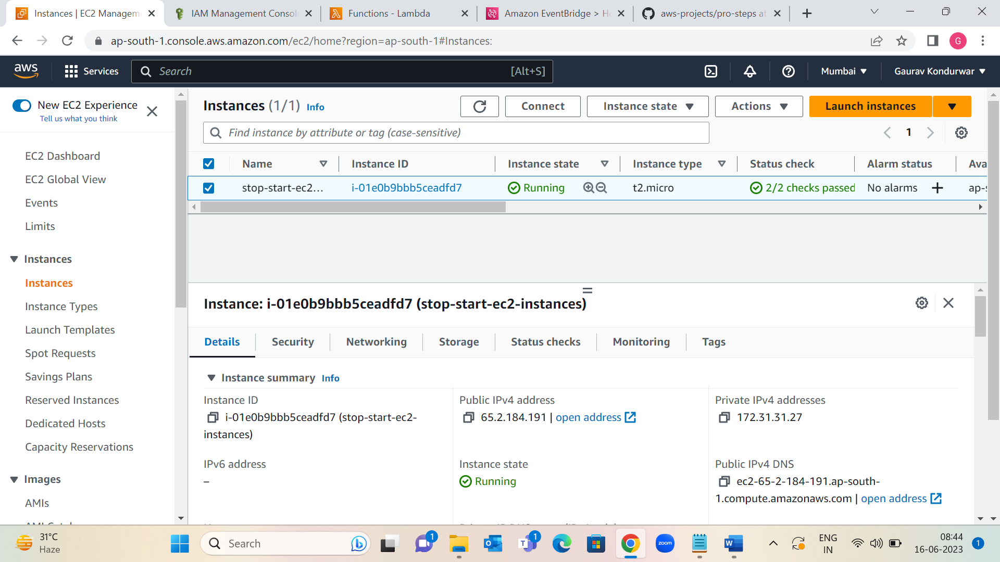 Instances | EC2 Managem
IAM Management Consol
Functions - Lambda
Amazon EventBridge > H
aws-projects/pro-steps at
ap-south-1.console.aws.amazon.com/ec2/home?region=ap-south-1#Instances:
G
aws
Services
Search
[Alt+S]
Mumbai
Gaurav Kondurwar
New EC2 Experience
Tell us what you think
EC2 Dashboard
EC2 Global View
Events
Limits
Instances
Instances
Instance Types
Launch Templates
Spot Requests
Savings Plans
Reserved Instances
Dedicated Hosts
Capacity Reservations
Images
AMIs
Instances (1/1) Info
Connect
Instance state
Actions
Launch instances
Find instance by attribute or tag (case-sensitive)
1
Name Instance ID Instance state Instance type Status check Alarm status Ava
stop-start-ec2... i-01e0b9bbb5ceadfd7 Running t2.micro 2/2 checks passed No alarms + ap-s
Instance: i-01e0b9bbb5ceadfd7 (stop-start-ec2-instances)
Details Security Networking Storage Status checks Monitoring Tags
Instance summary Info
Instance ID
i-01e0b9bbb5ceadfd7 (stop-start-ec2-
instances)
Public IPv4 address
65.2.184.191 | open address
Private IPv4 addresses
172.31.31.27
IPv6 address
–
Instance state
Running
Public IPv4 DNS
ec2-65-2-184-191.ap-south-
1.compute.amazonaws.com | open address
31°C
Haze
Search
1
1
zoom
ENG
IN
08:44
16-06-2023
1